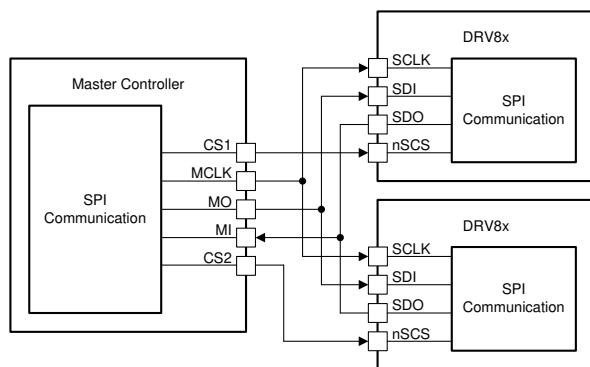 Master Controller
SPI
Communication
CS1
MCLK
MO
MI
CS2
DRV8x
SCLK
SDI
SDO
nSCS
SPI
Communication
DRV8x
SCLK
SDI
SDO
nSCS
SPI
Communication